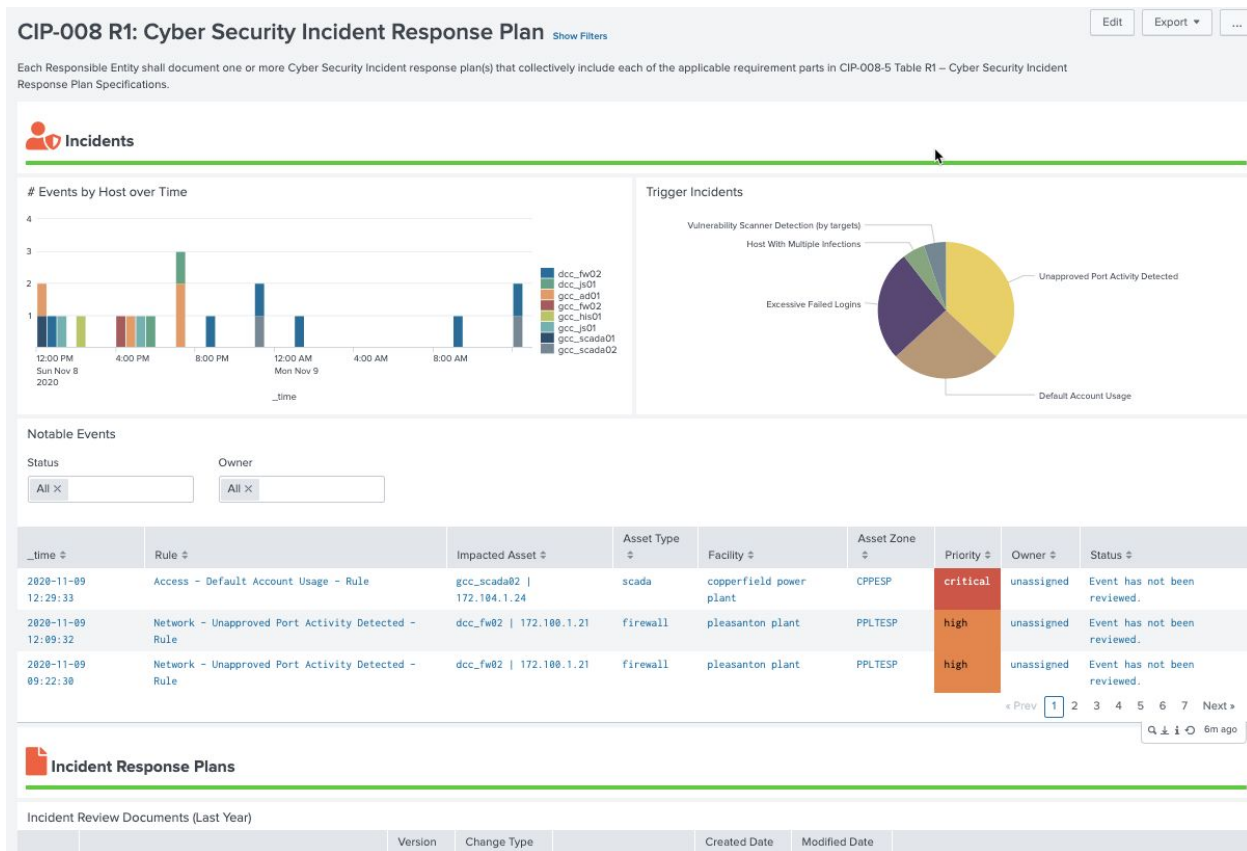 CIP-008 R1: Cyber Security Incident Response Plan Show Filters
Edit
Export
...
Each Responsible Entity shall document one or more Cyber Security Incident response plan(s) that collectively include each of the applicable requirement parts in CIP-008-5 Table R1 – Cyber Security Incident
Response Plan Specifications.
Incidents
# Events by Host over Time
4
3
2
1
12:00 PM
Sun Nov 8
2020
4:00 PM
8:00 PM
12:00 AM
Mon Nov 9
4:00 AM
8:00 AM
_time
dcc_fw02
dcc_js01
gcc_ad01
gcc_fw02
gcc_his01
gcc_js01
gcc_scada01
gcc_scada02
Trigger Incidents
Vulnerability Scanner Detection (by targets)
Host With Multiple Infections
Excessive Failed Logins
Unapproved Port Activity Detected
Default Account Usage
Notable Events
Status
All ×
Owner
All ×
_time Rule Impacted Asset Asset Type Facility Asset Zone Priority Owner Status
2020-11-09 Access - Default Account Usage - Rule gcc_scada02 | scada copperfield power CPPESP critical unassigned Event has not been
12:29:33 172.104.1.24 plant reviewed.
2020-11-09 Network - Unapproved Port Activity Detected - dcc_fw02 | 172.100.1.21 firewall pleasanton plant PPLTESP high unassigned Event has not been
12:09:32 Rule reviewed.
2020-11-09 Network - Unapproved Port Activity Detected - dcc_fw02 | 172.100.1.21 firewall pleasanton plant PPLTESP high unassigned Event has not been
09:22:30 Rule reviewed.
« Prev 1 2 3 4 5 6 7 Next »
6m ago
Incident Response Plans
Incident Review Documents (Last Year)
Version Change Type Created Date Modified Date